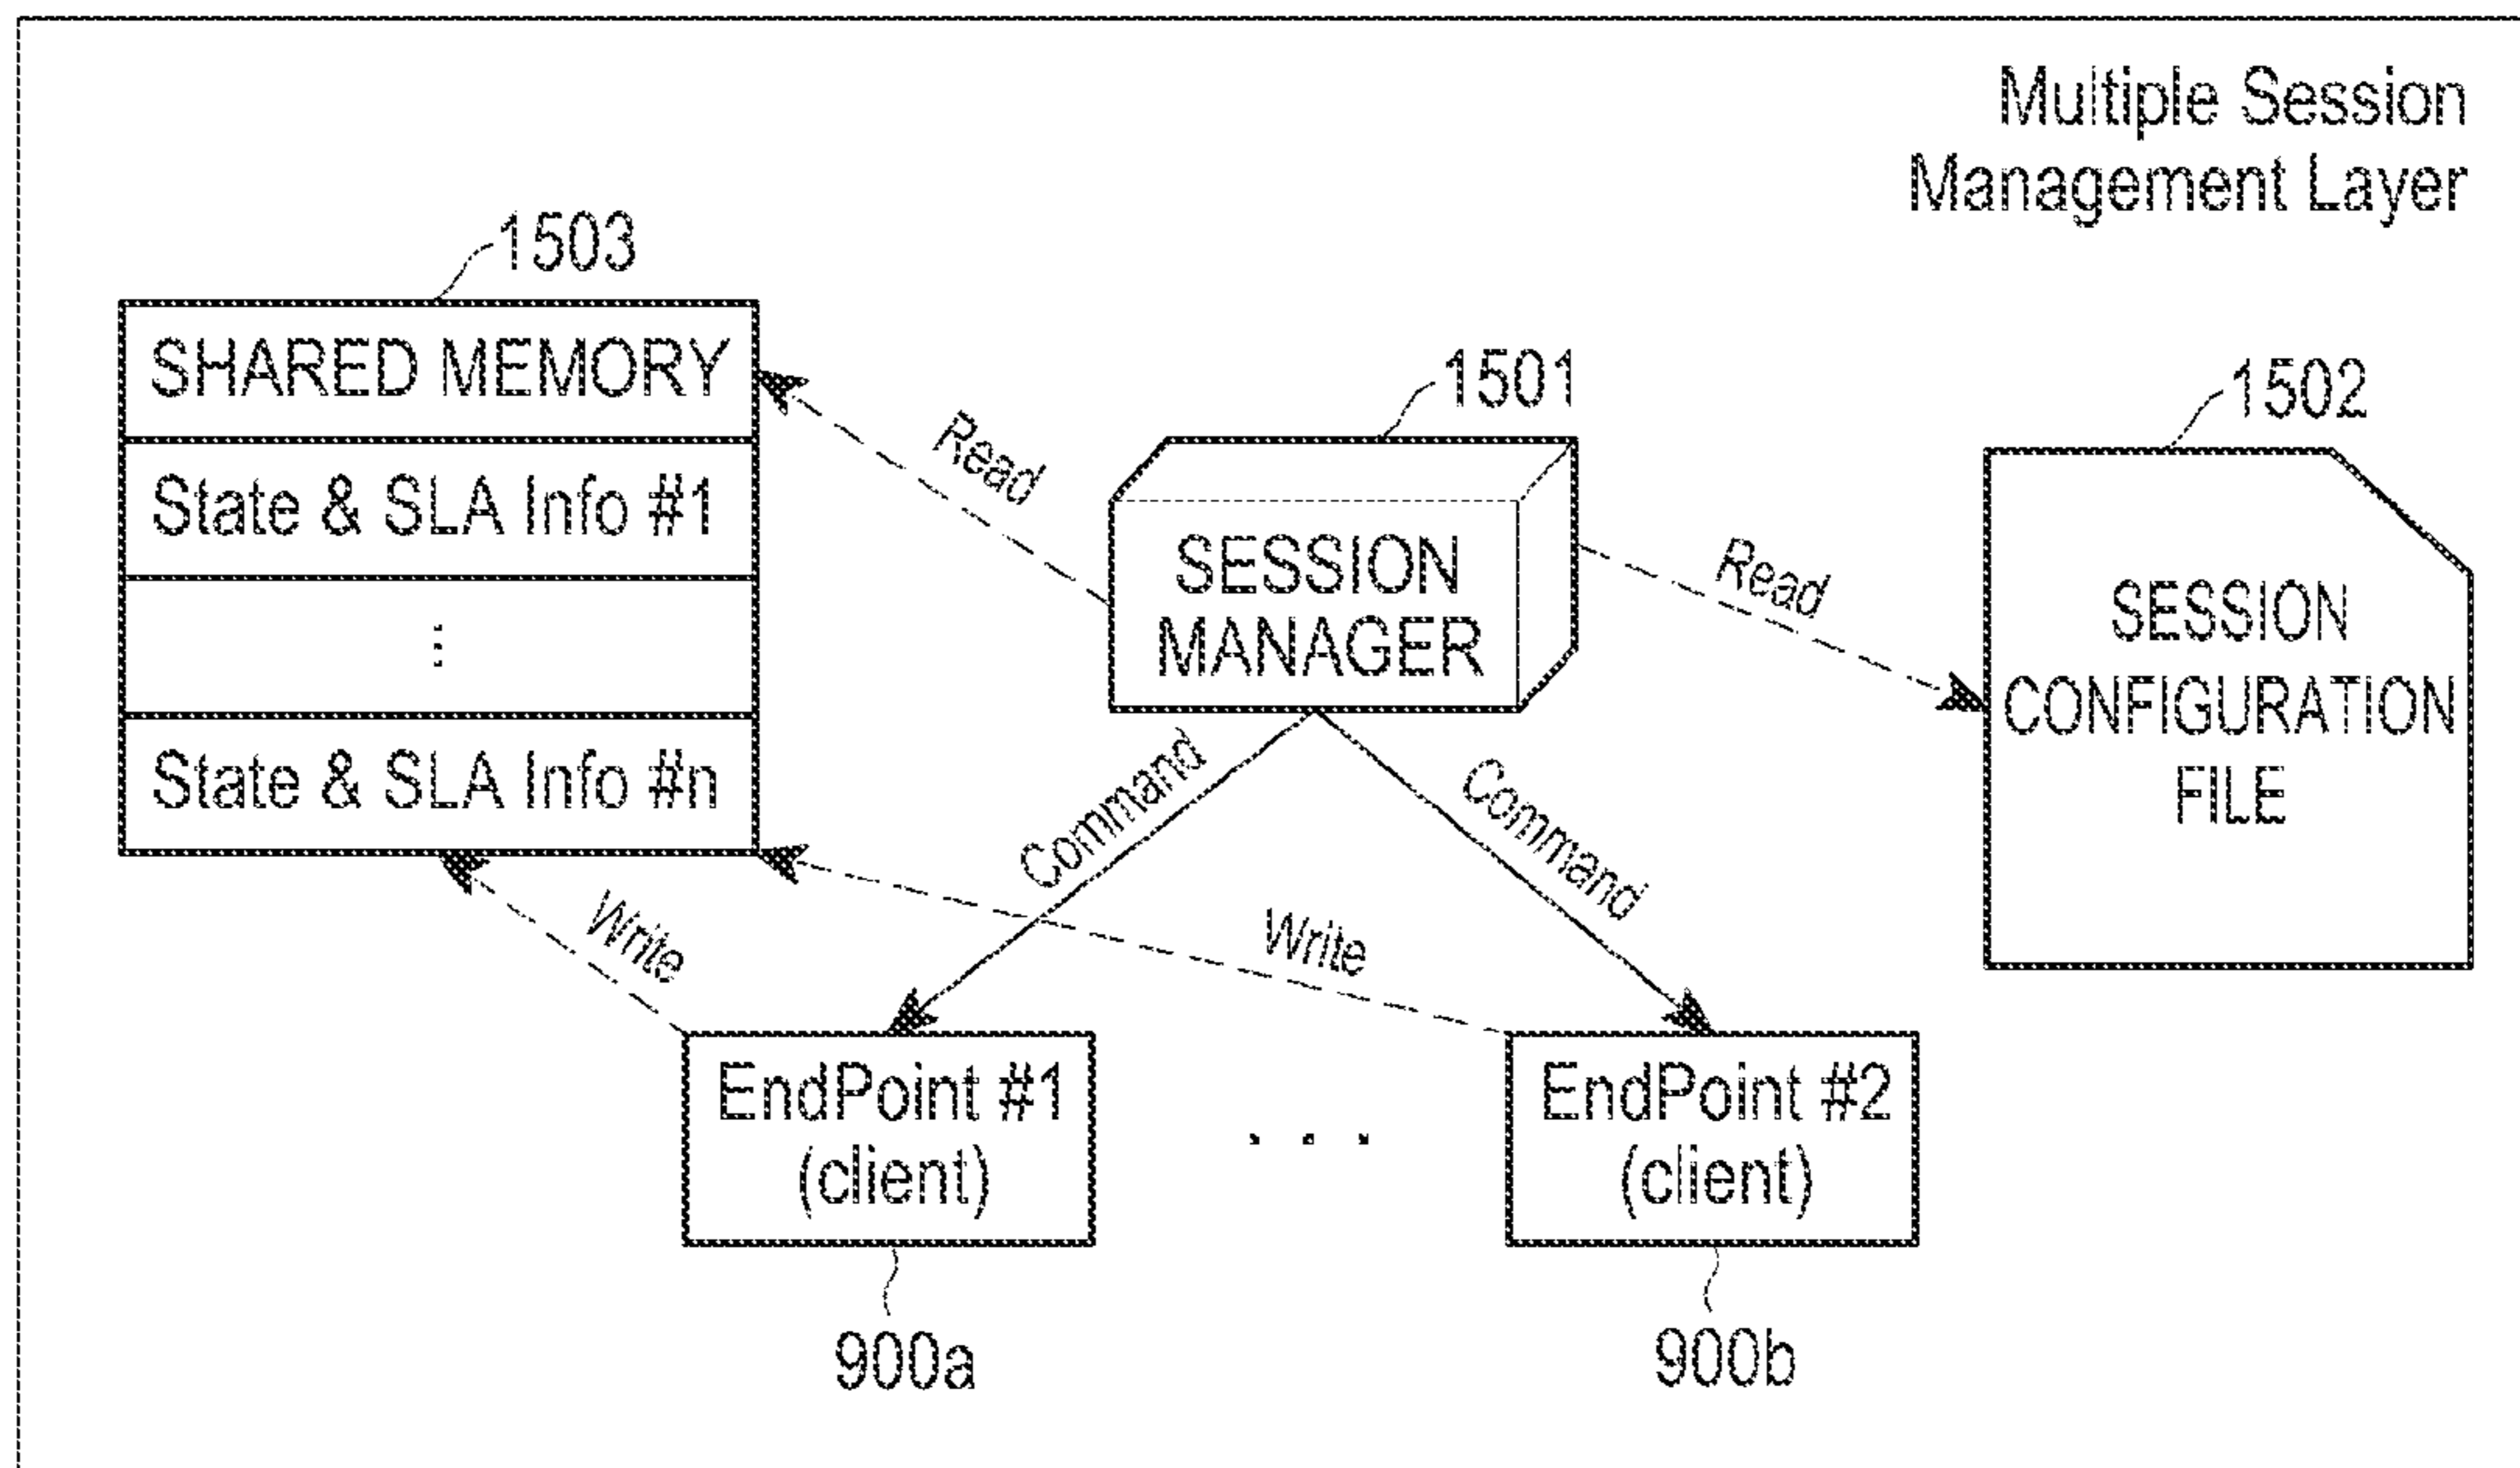 Multiple Session
Management Layer
1503
SHARED MEMORY
State & SLA Info #1
⋮
State & SLA Info #n
Read
1501
SESSION
MANAGER
Read
1502
SESSION
CONFIGURATION
FILE
Command
Command
Write
Write
EndPoint #1
(client)
. . .
EndPoint #2
(client)
900a
900b